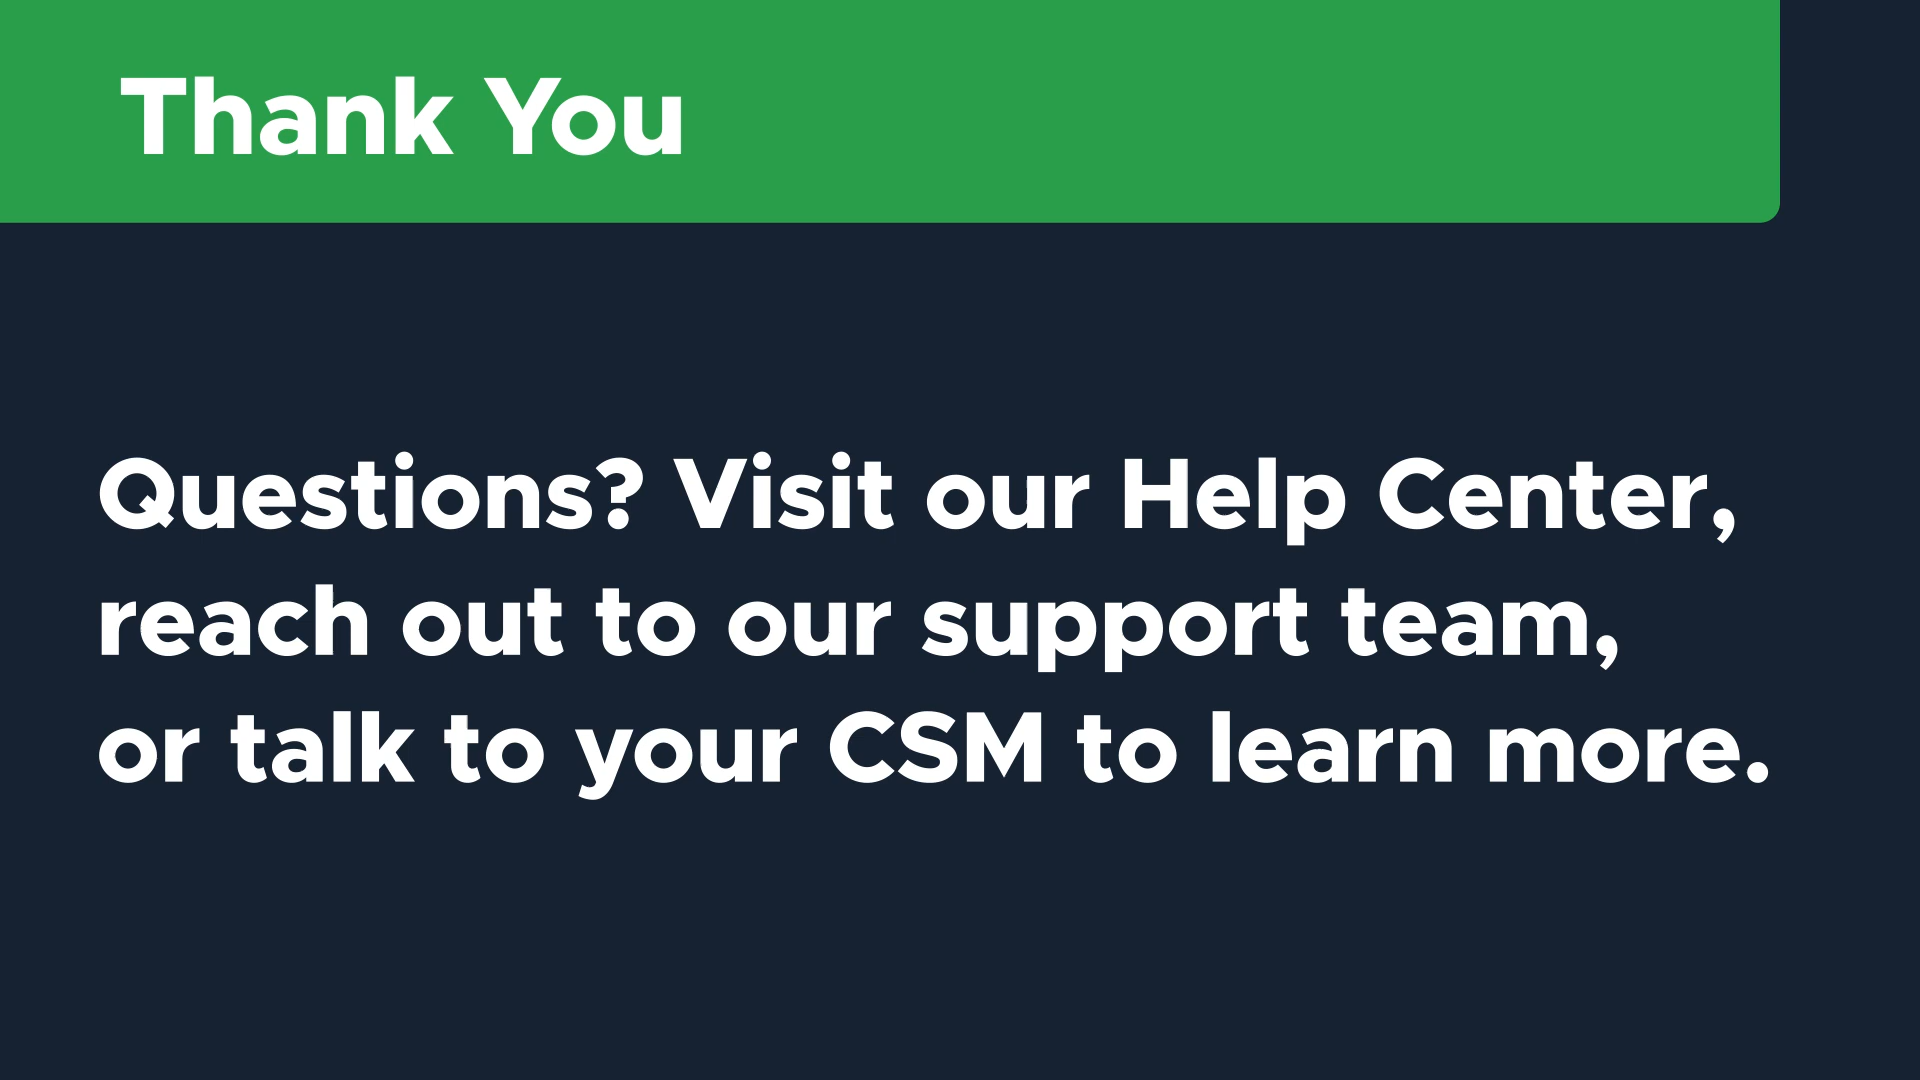 Thank You
Questions? Visit our Help Center,
reach out to our support team,
or talk to your CSM to learn more.